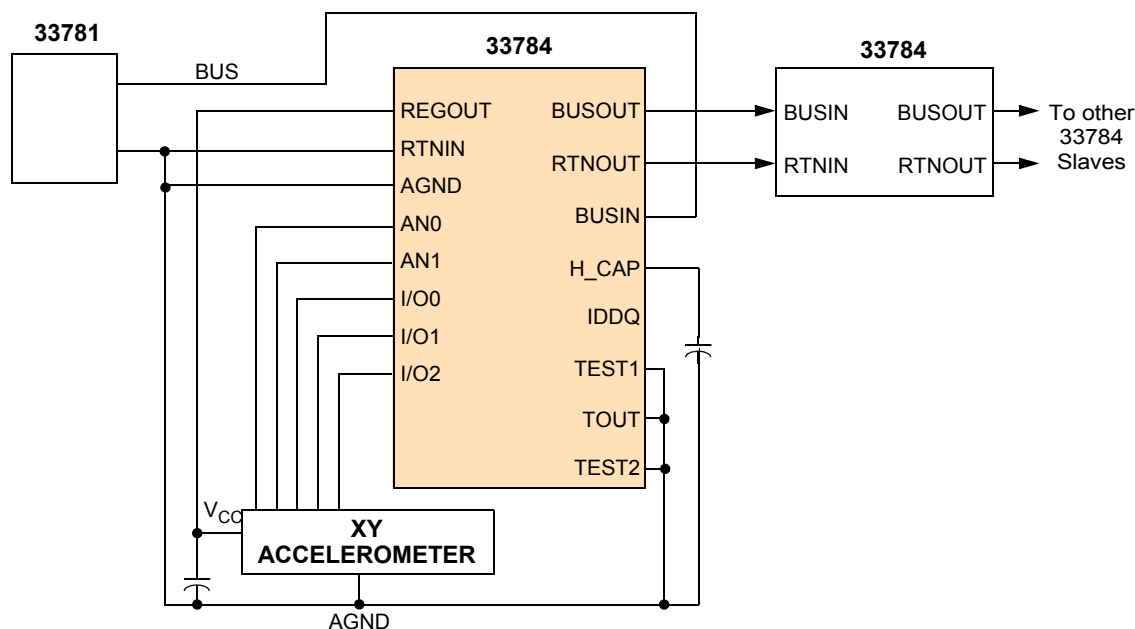 33781
BUS
33784
REGOUT
RTNIN
AGND
AN0
AN1
I/O0
I/O1
I/O2
BUSOUT
RTNOUT
BUSIN
H_CAP
IDDQ
TEST1
TOUT
TEST2
33784
BUSIN
RTNIN
BUSOUT
RTNOUT
To other
33784
Slaves
VCC
XY
ACCELEROMETER
AGND